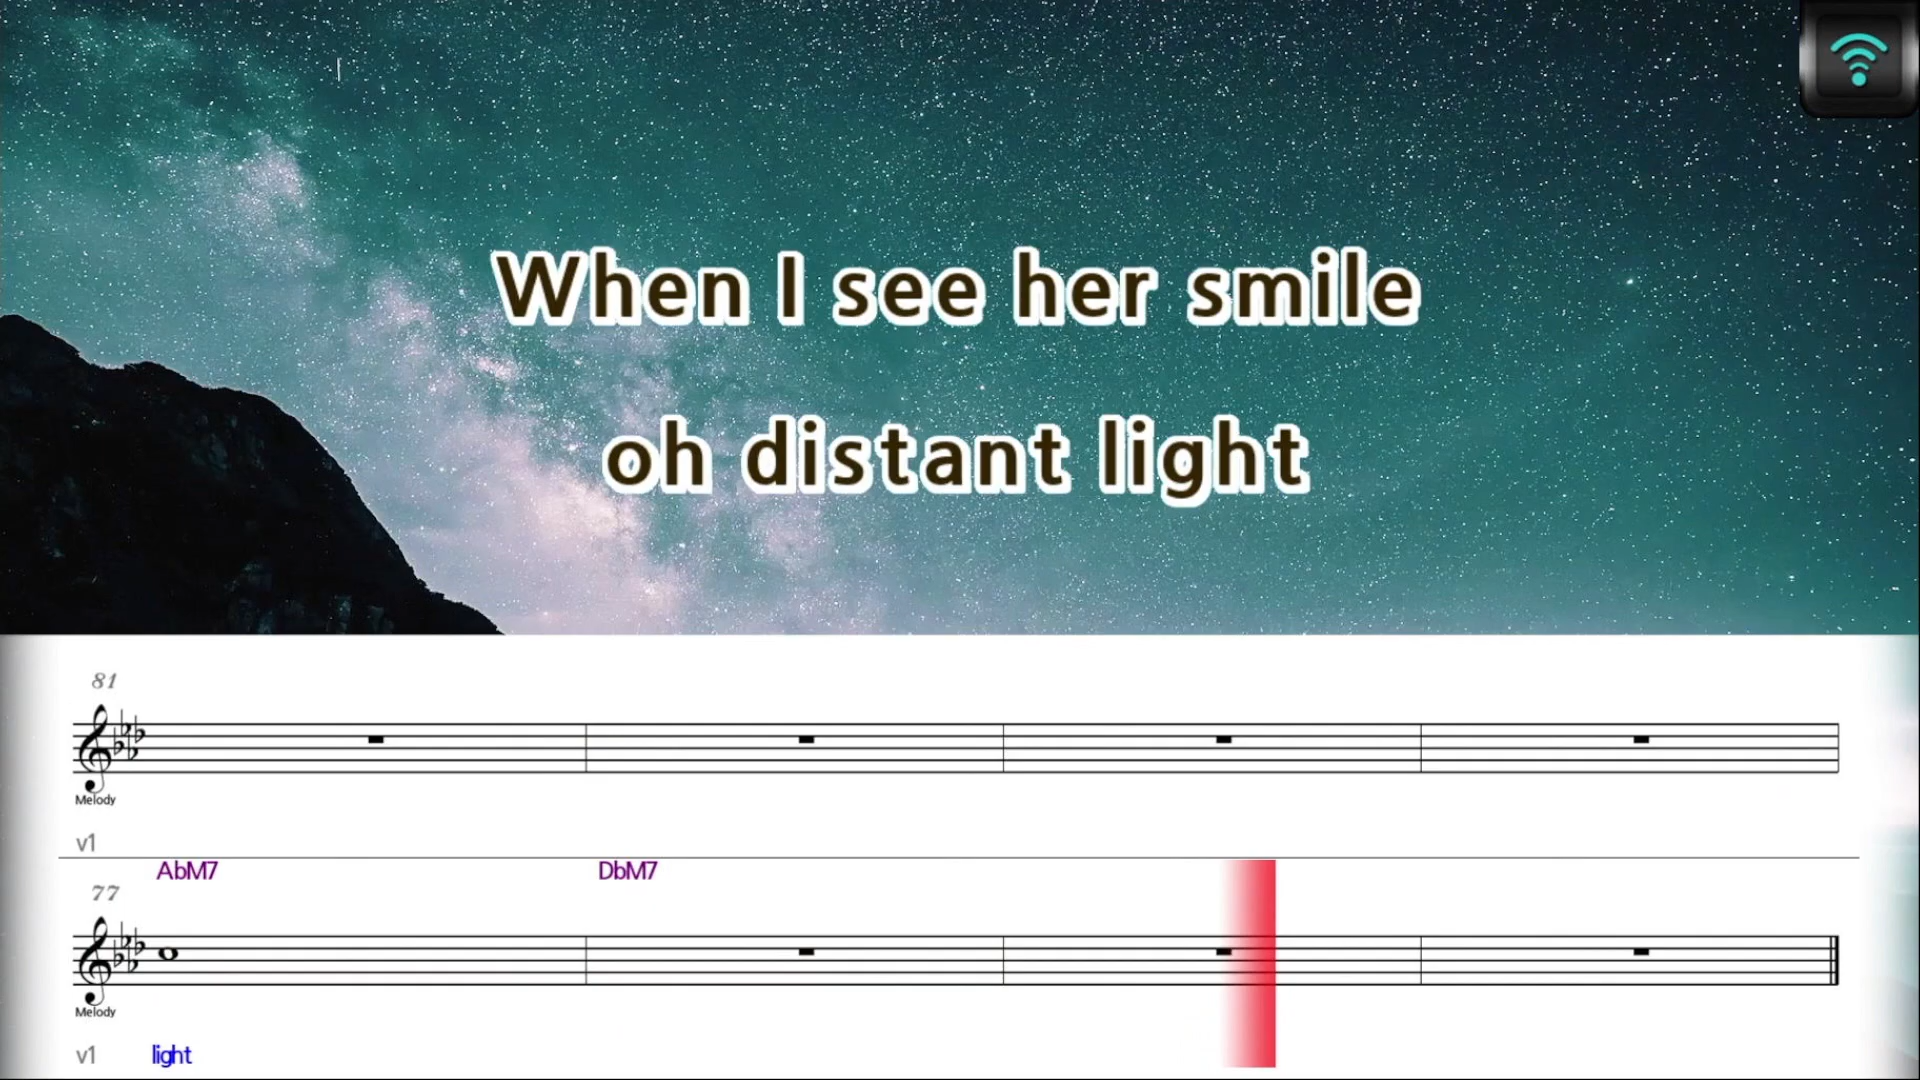 When I see her smile
oh distant light
81
Melody
v1
AbM7 DbM7
77
Melody
v1 light